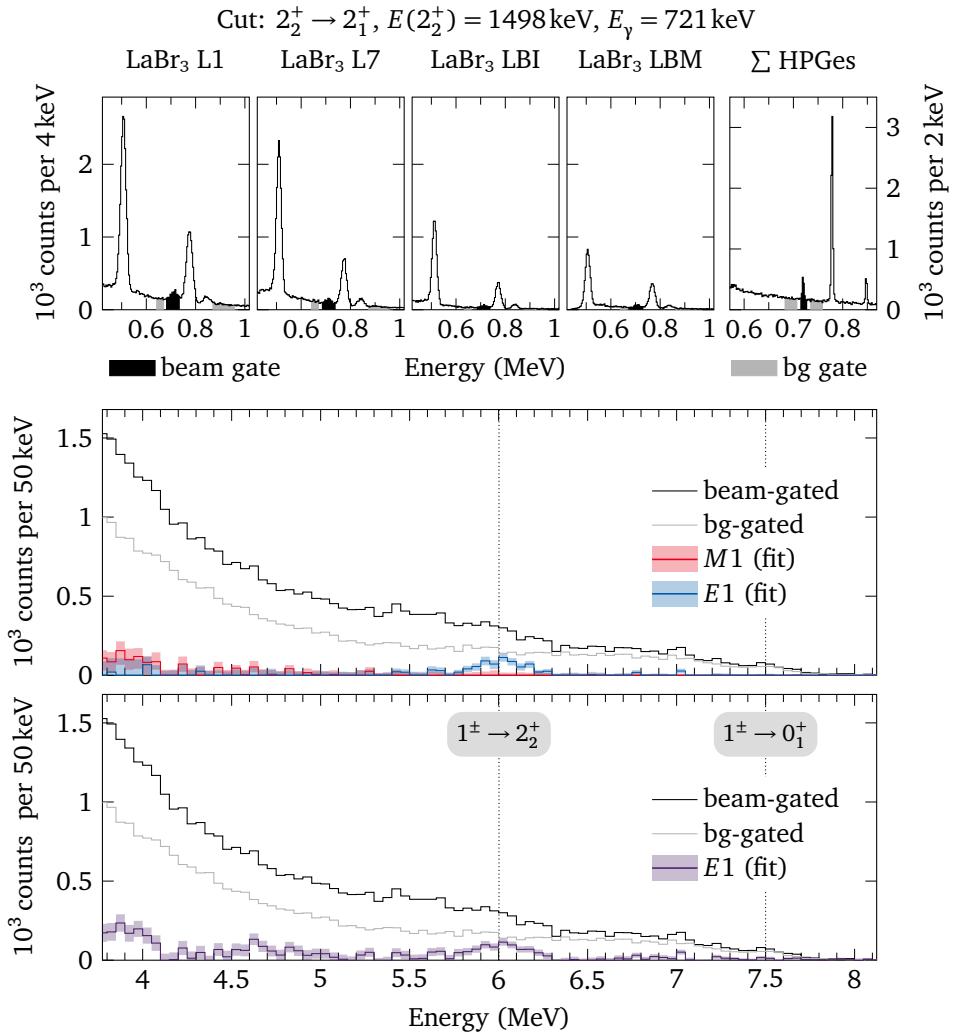 Cut: 2₂⁺ → 2₁⁺, E(2₂⁺) = 1498 keV, Eγ = 721 keV
LaBr₃ L1 LaBr₃ L7 LaBr₃ LBI LaBr₃ LBM ∑ HPGes
10³ counts per 4 keV
0 1 2
0.6 0.8 1 0.6 0.8 1 0.6 0.8 1 0.6 0.8 1 0.6 0.7 0.8
0 1 2 3
10³ counts per 2 keV
beam gate Energy (MeV) bg gate
10³ counts per 50 keV
1.5
1
0.5
0
beam-gated
bg-gated
M1 (fit)
E1 (fit)
10³ counts per 50 keV
1.5
1
0.5
0
1± → 2₂⁺ 1± → 0₁⁺
beam-gated
bg-gated
E1 (fit)
4 4.5 5 5.5 6 6.5 7 7.5 8
Energy (MeV)